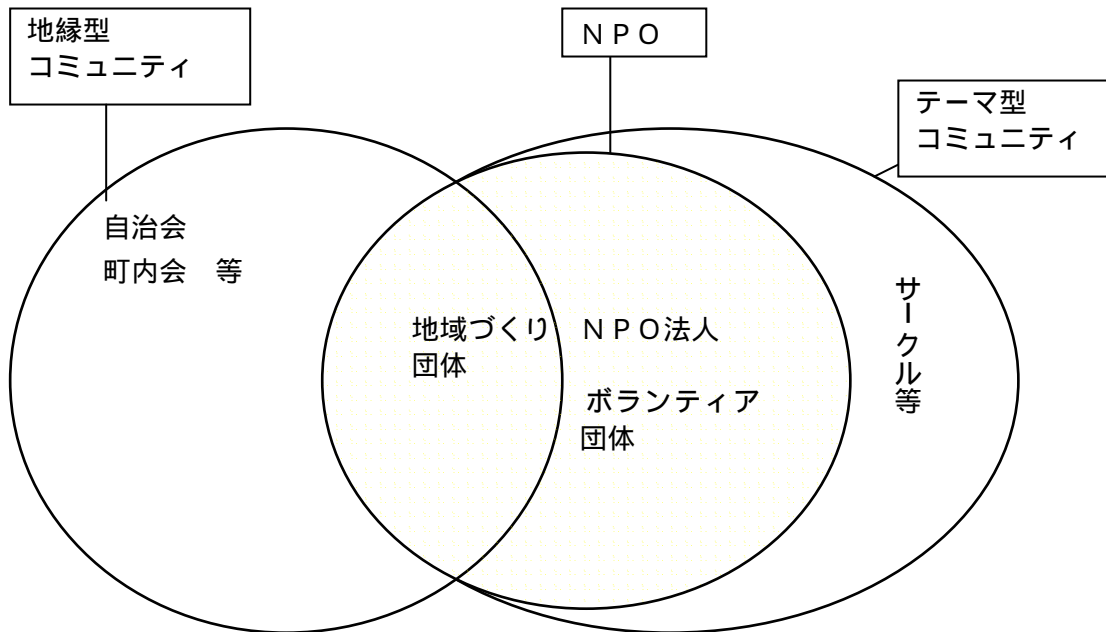 地縁型
コミュニティ
ＮＰＯ
テーマ型
コミュニティ
自治会
町内会　等
地域づくり
団体
ＮＰＯ法人
ボランティア
団体
サークル等